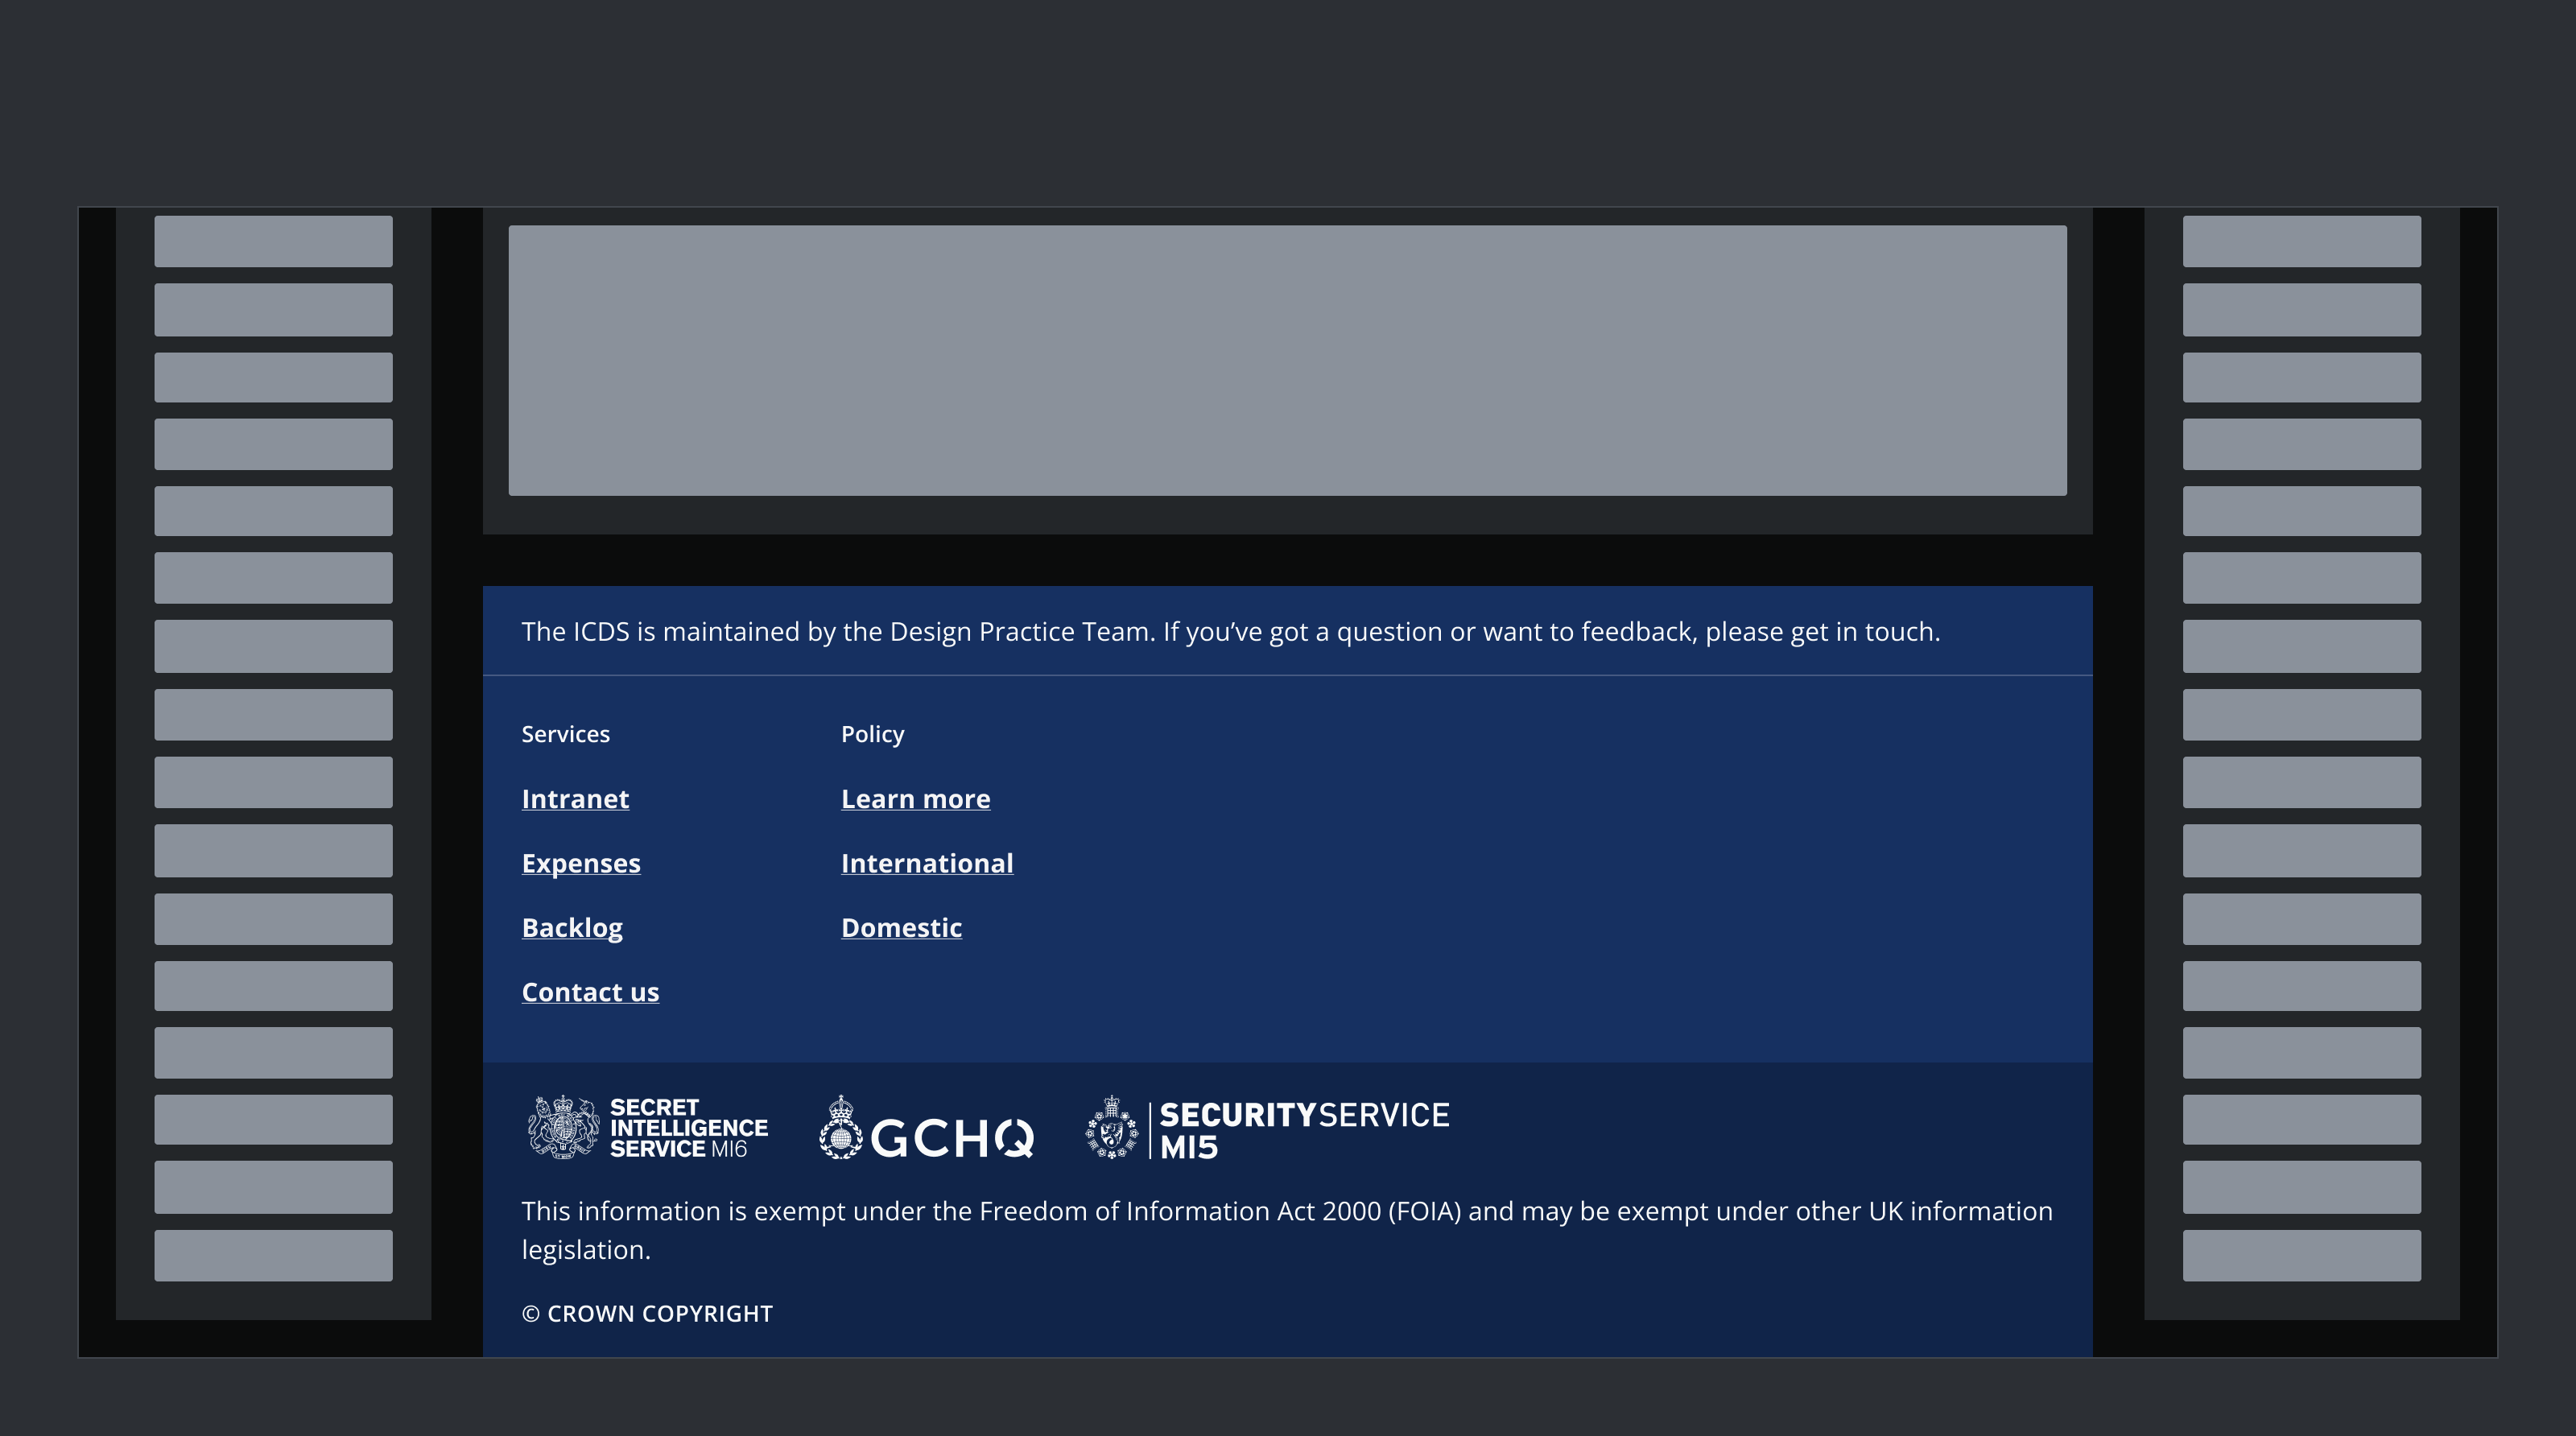 The ICDS is maintained by the Design Practice Team. If you’ve got a question or want to feedback, please get in touch.
Services
Intranet
Expenses
Backlog
Contact us
Policy
Learn more
International
Domestic
SECRET
INTELLIGENCE
SERVICE MI6
GCHQ
SECURITYSERVICE
MI5
This information is exempt under the Freedom of Information Act 2000 (FOIA) and may be exempt under other UK information
legislation.
© CROWN COPYRIGHT